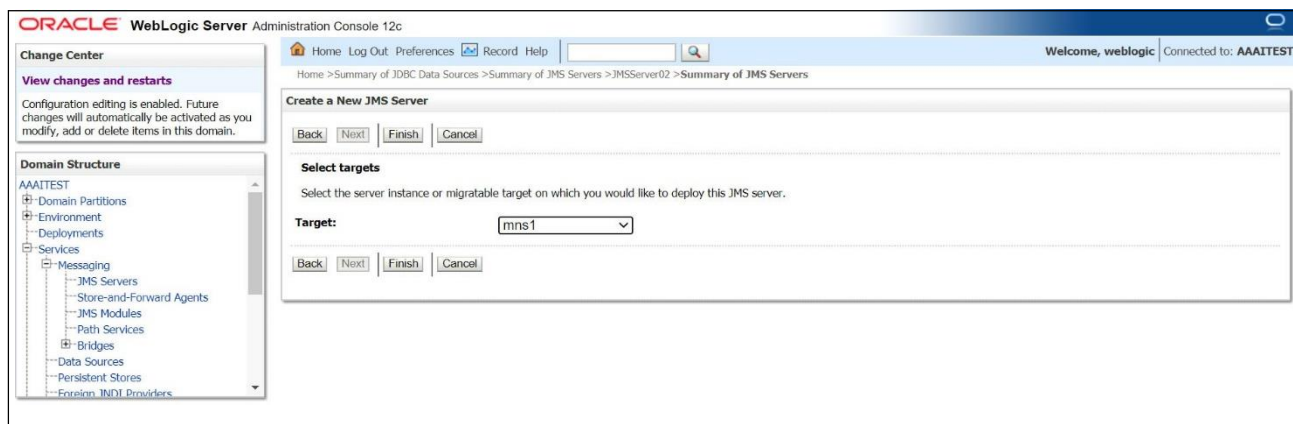 ORACLE WebLogic Server Administration Console 12c
Change Center
View changes and restarts
Configuration editing is enabled. Future
changes will automatically be activated as you
modify, add or delete items in this domain.
Domain Structure
AAAITEST
Domain Partitions
Environment
Deployments
Services
Messaging
JMS Servers
Store-and-Forward Agents
JMS Modules
Path Services
Bridges
Data Sources
Persistent Stores
Foreign JNDI Providers
Home Log Out Preferences Record Help
Welcome, weblogic Connected to: AAAITEST
Home >Summary of JDBC Data Sources >Summary of JMS Servers >JMSServer02 >Summary of JMS Servers
Create a New JMS Server
Back Next Finish Cancel
Select targets
Select the server instance or migratable target on which you would like to deploy this JMS server.
Target: mns1
Back Next Finish Cancel